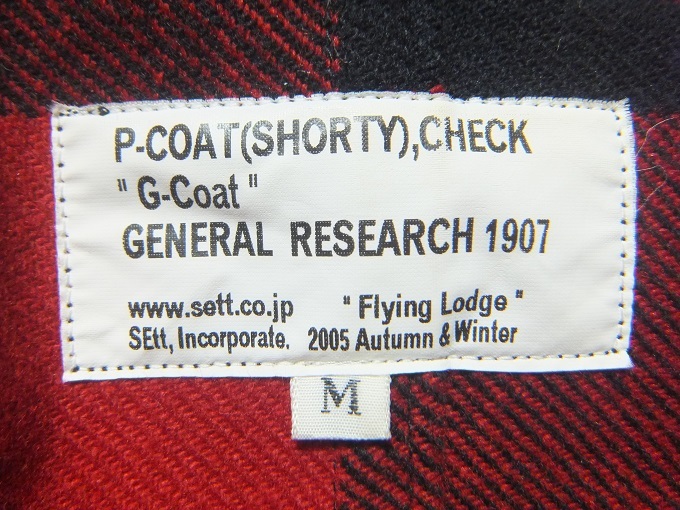 P-COAT(SHORTY),CHECK
" G-Coat "
GENERAL RESEARCH 1907
www.sett.co.jp " Flying Lodge "
SEtt, Incorporate. 2005 Autumn & Winter
M